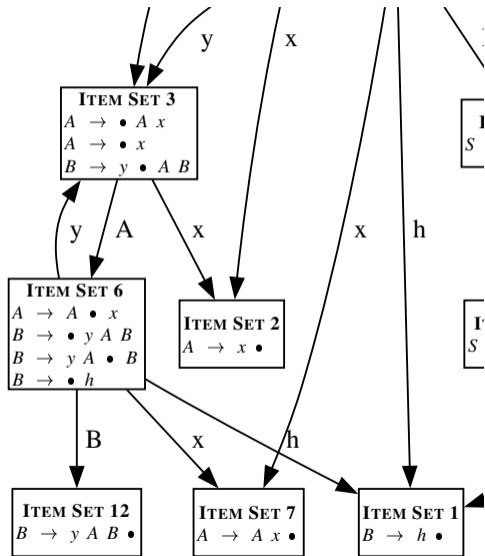 y
x
ITEM SET 3
A → • A x
A → • x
B → y • A B
S
y
A
x
x
h
ITEM SET 6
A → A • x
B → • y A B
B → y A • B
B → • h
ITEM SET 2
A → x •
S
B
x
h
ITEM SET 12
B → y A B •
ITEM SET 7
A → A x •
ITEM SET 1
B → h •